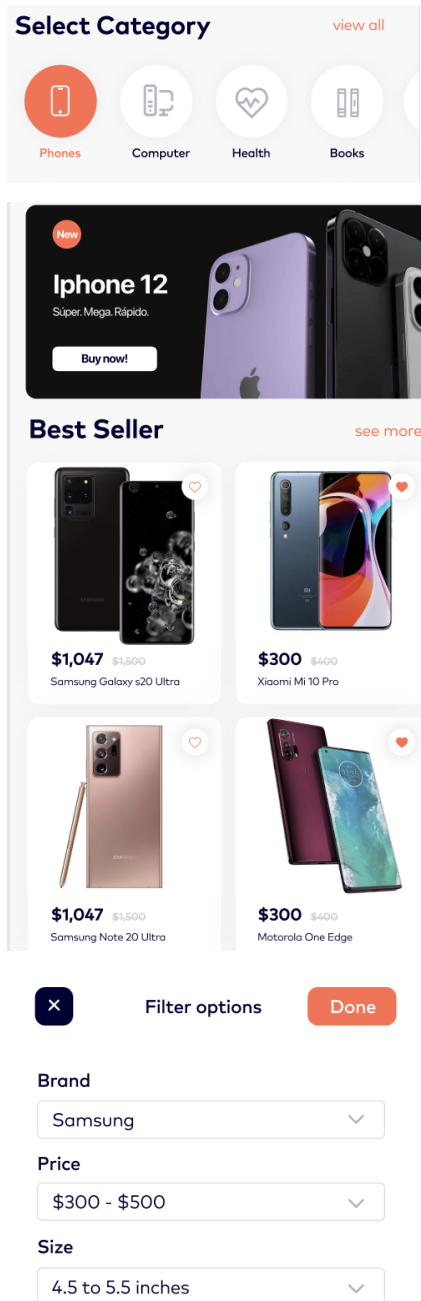 Select Category
view all
Phones
Computer
Health
Books
New
Iphone 12
Súper. Mega. Rápido.
Buy now!
Best Seller
see more
$1,047 $1,500
Samsung Galaxy s20 Ultra
$300 $400
Xiaomi Mi 10 Pro
$1,047 $1,500
Samsung Note 20 Ultra
$300 $400
Motorola One Edge
Filter options
Done
Brand
Samsung
Price
$300 - $500
Size
4.5 to 5.5 inches